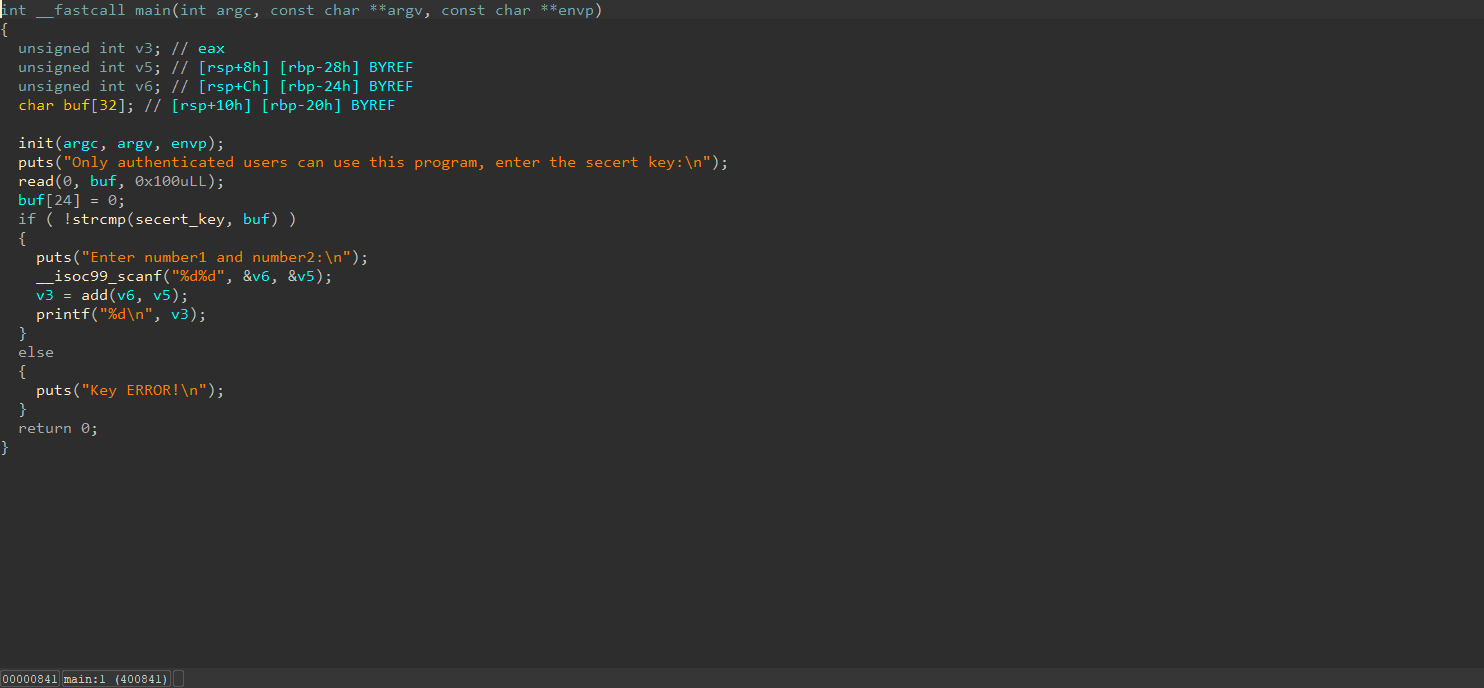 int __fastcall main(int argc, const char **argv, const char **envp)
{
  unsigned int v3; // eax
  unsigned int v5; // [rsp+8h] [rbp-28h] BYREF
  unsigned int v6; // [rsp+Ch] [rbp-24h] BYREF
  char buf[32]; // [rsp+10h] [rbp-20h] BYREF

  init(argc, argv, envp);
  puts("Only authenticated users can use this program, enter the secert key:\n");
  read(0, buf, 0x100uLL);
  buf[24] = 0;
  if ( !strcmp(secert_key, buf) )
  {
    puts("Enter number1 and number2:\n");
    __isoc99_scanf("%d%d", &v6, &v5);
    v3 = add(v6, v5);
    printf("%d\n", v3);
  }
  else
  {
    puts("Key ERROR!\n");
  }
  return 0;
}
00000841 main:1 (400841)